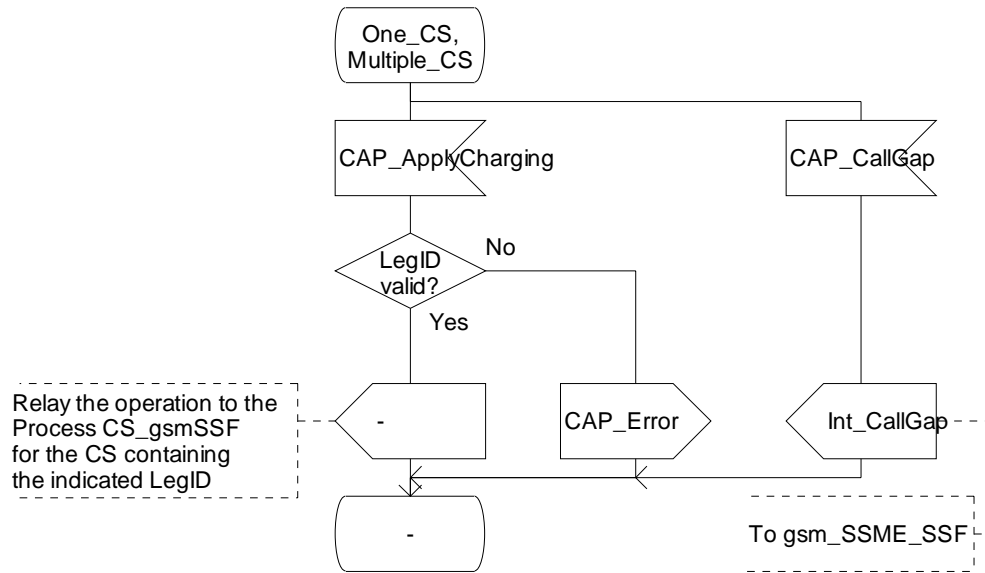 One_CS,
Multiple_CS
CAP_ApplyCharging
CAP_CallGap
LegID
valid?
No
Yes
Relay the operation to the
Process CS_gsmSSF
for the CS containing
the indicated LegID
-
CAP_Error
Int_CallGap
-
To gsm_SSME_SSF